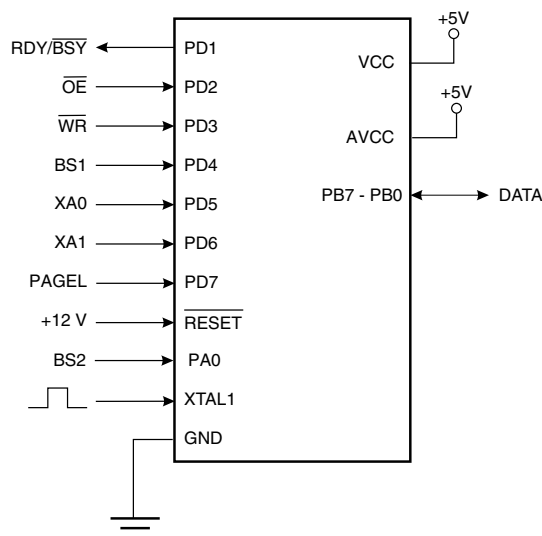 +5V
RDY/BSY PD1
VCC
OE PD2
+5V
WR PD3
AVCC
BS1 PD4
XA0 PD5 PB7 - PB0 DATA
XA1 PD6
PAGEL PD7
+12 V RESET
BS2 PA0
XTAL1
GND